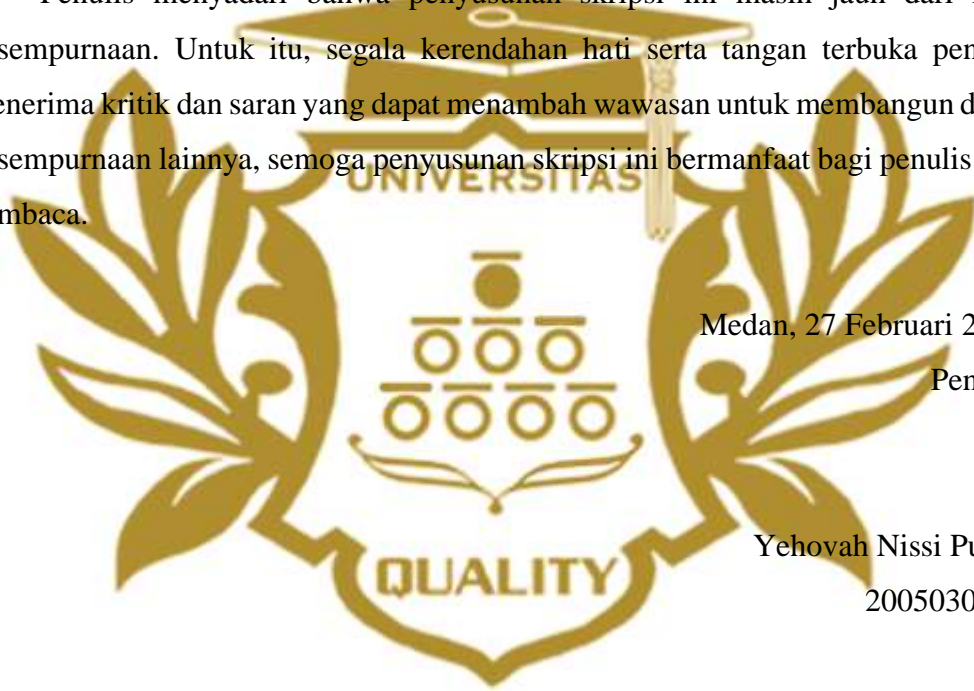 Penulis menyadari bahwa penyusunan skripsi ini masih jauh dari
sempurnaan. Untuk itu, segala kerendahan hati serta tangan terbuka pen
enerima kritik dan saran yang dapat menambah wawasan untuk membangun d
sempurnaan lainnya, semoga penyusunan skripsi ini bermanfaat bagi penulis
mbaca.
UNIVERSITAS
Medan, 27 Februari 2
Pen
Yehovah Nissi Pu
QUALITY
2005030